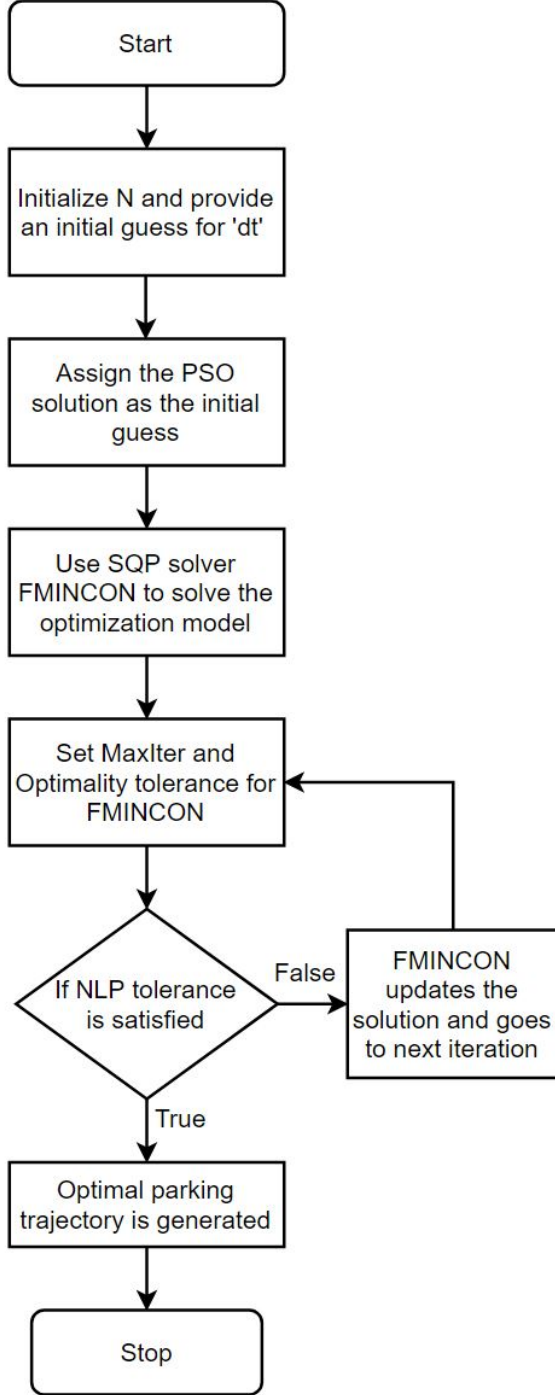 Start
Initialize N and provide
an initial guess for 'dt'
Assign the PSO
solution as the initial
guess
Use SQP solver
FMINCON to solve the
optimization model
Set MaxIter and
Optimality tolerance for
FMINCON
If NLP tolerance
is satisfied
False
FMINCON
updates the
solution and goes
to next iteration
True
Optimal parking
trajectory is generated
Stop